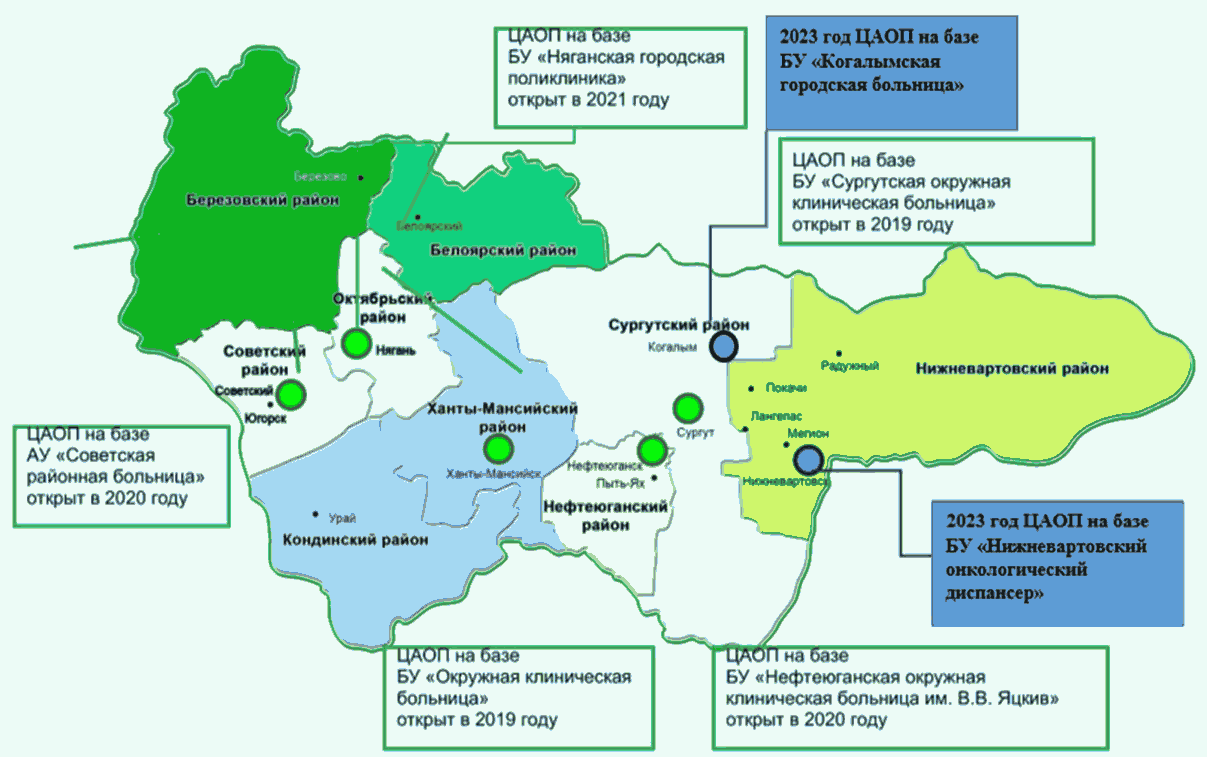 ЦАОП на базе
БУ «Няганская городская
поликлиника»
открыт в 2021 году
2023 год ЦАОП на базе
БУ «Когалымская
городская больница»
ЦАОП на базе
БУ «Сургутская окружная
клиническая больница»
открыт в 2019 году
Березово
Березовский район
Белоярский
Белоярский район
Октябрьский
район
Нягань
Сургутский район
Когалым
Советский
район
Советский
Югорск
Радужный
Нижневартовский район
Покачи
Лангепас
Мегион
Нижневартовск
Сургут
Ханты-Мансийский
район
Ханты-Мансийск
Нефтеюганск
Пыть-Ях
Нефтеюганский
район
Урай
Кондинский район
ЦАОП на базе
АУ «Советская
районная больница»
открыт в 2020 году
2023 год ЦАОП на базе
БУ «Нижневартовский
онкологический
диспансер»
ЦАОП на базе
БУ «Окружная клиническая
больница»
открыт в 2019 году
ЦАОП на базе
БУ «Нефтеюганская окружная
клиническая больница им. В.В. Яцкив»
открыт в 2020 году